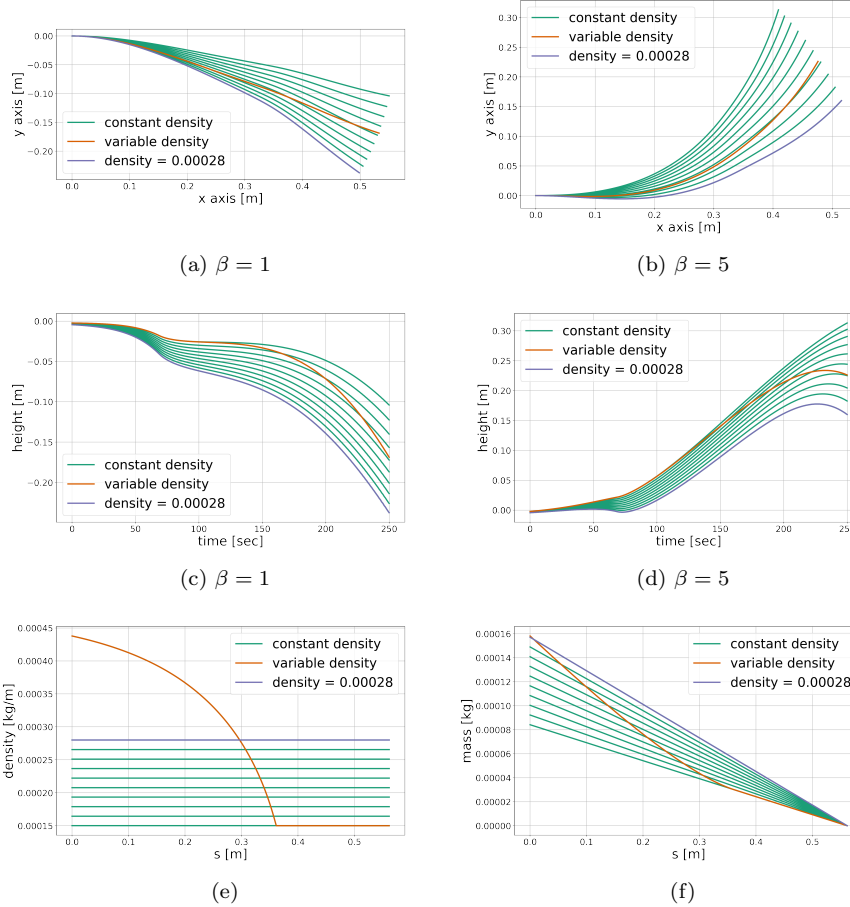 0.00
−0.05
−0.10
−0.15
−0.20
y axis [m]
constant density
variable density
density = 0.00028
0.0 0.1 0.2 0.3 0.4 0.5
x axis [m]
(a) β = 1
0.30
0.25
0.20
0.15
0.10
0.05
0.00
y axis [m]
constant density
variable density
density = 0.00028
0.0 0.1 0.2 0.3 0.4 0.5
x axis [m]
(b) β = 5
0.00
−0.05
−0.10
−0.15
−0.20
height [m]
constant density
variable density
density = 0.00028
0 50 100 150 200 250
time [sec]
(c) β = 1
0.30
0.25
0.20
0.15
0.10
0.05
0.00
height [m]
constant density
variable density
density = 0.00028
0 50 100 150 200 25
time [sec]
(d) β = 5
0.00045
0.00040
0.00035
0.00030
0.00025
0.00020
0.00015
density [kg/m]
constant density
variable density
density = 0.00028
0.0 0.1 0.2 0.3 0.4 0.5
s [m]
(e)
0.00016
0.00014
0.00012
0.00010
0.00008
0.00006
0.00004
0.00002
0.00000
mass [kg]
constant density
variable density
density = 0.00028
0.0 0.1 0.2 0.3 0.4 0.5
s [m]
(f)